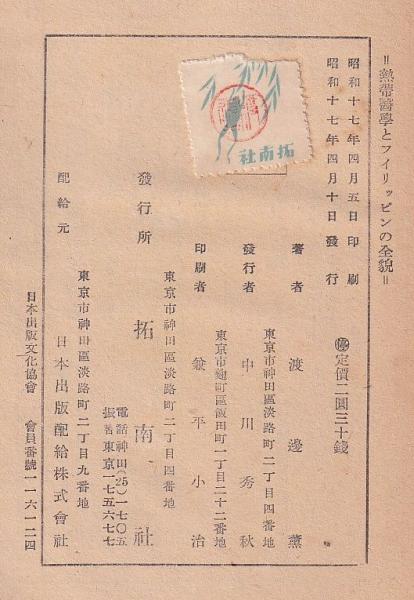 ＝熱帶醫學とフイリッピンの全貌＝
昭和十七年四月五日 印刷
昭和十七年四月十日 發行
㊝定價二圓三十錢
著者 渡邊薰
東京市神田區淡路町二丁目四番地
發行者 中川秀秋
東京市麴町區飯田町一丁目二十二番地
印刷者 平小治
東京市神田區淡路町二丁目四番地
發行所 拓南社
電話神田(25)一七〇五
振替東京一七五六七七
東京市神田區淡路町二丁目九番地
配給元 日本出版配給株式會社
日本出版文化協會 會員番號一一六一二四
拓南社